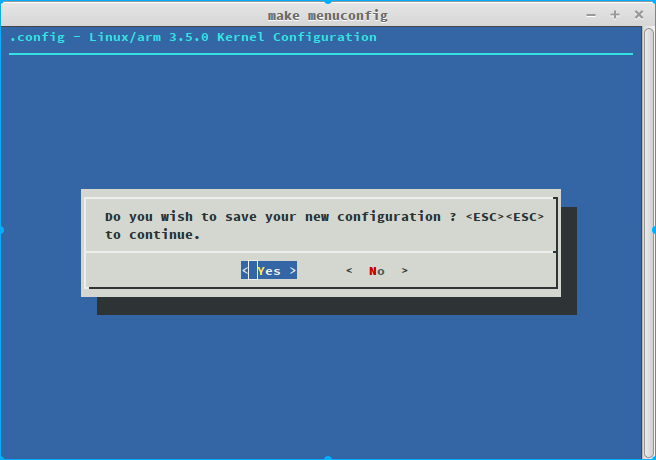 make menuconfig
.config - Linux/arm 3.5.0 Kernel Configuration
Do you wish to save your new configuration ? <ESC><ESC>
to continue.
< Yes > < No >